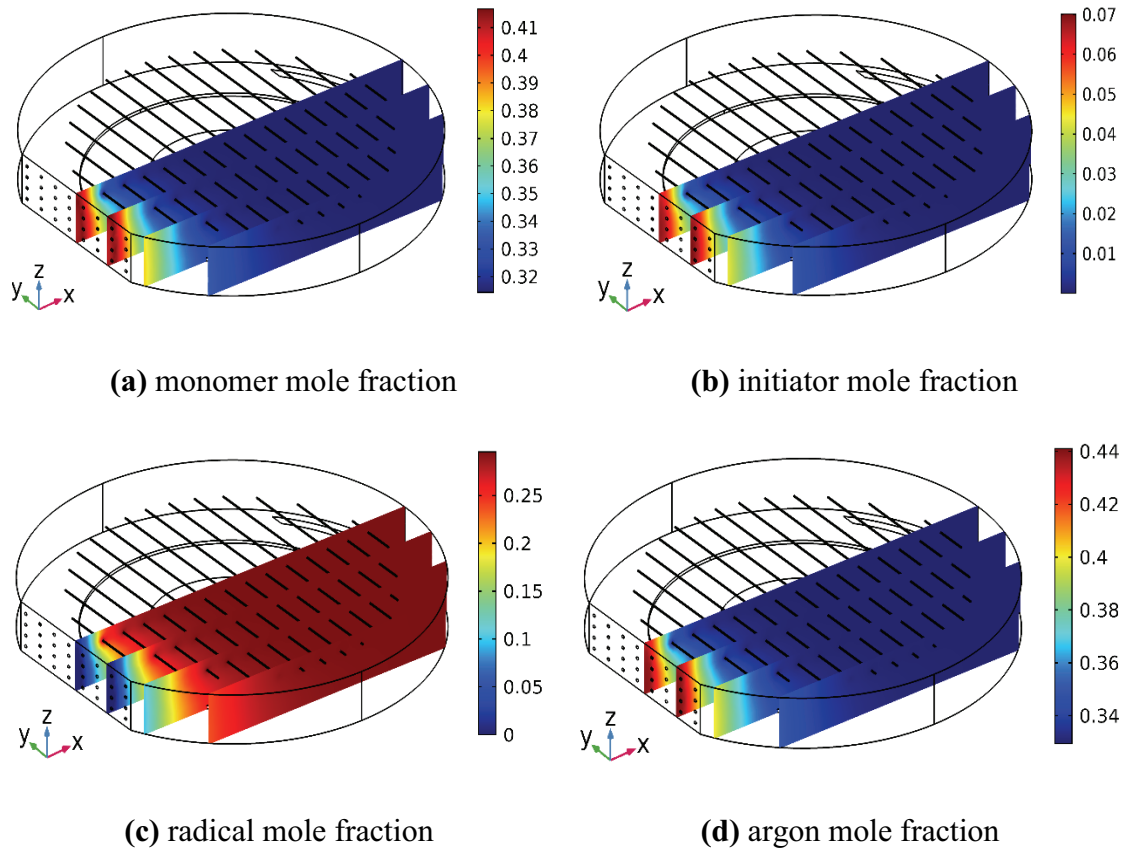 0.41
0.4
0.39
0.38
0.37
0.36
0.35
0.34
0.33
0.32
z
y
x
(a) monomer mole fraction
0.07
0.06
0.05
0.04
0.03
0.02
0.01
z
y
x
(b) initiator mole fraction
0.25
0.2
0.15
0.1
0.05
0
z
y
x
(c) radical mole fraction
0.44
0.42
0.4
0.38
0.36
0.34
z
y
x
(d) argon mole fraction